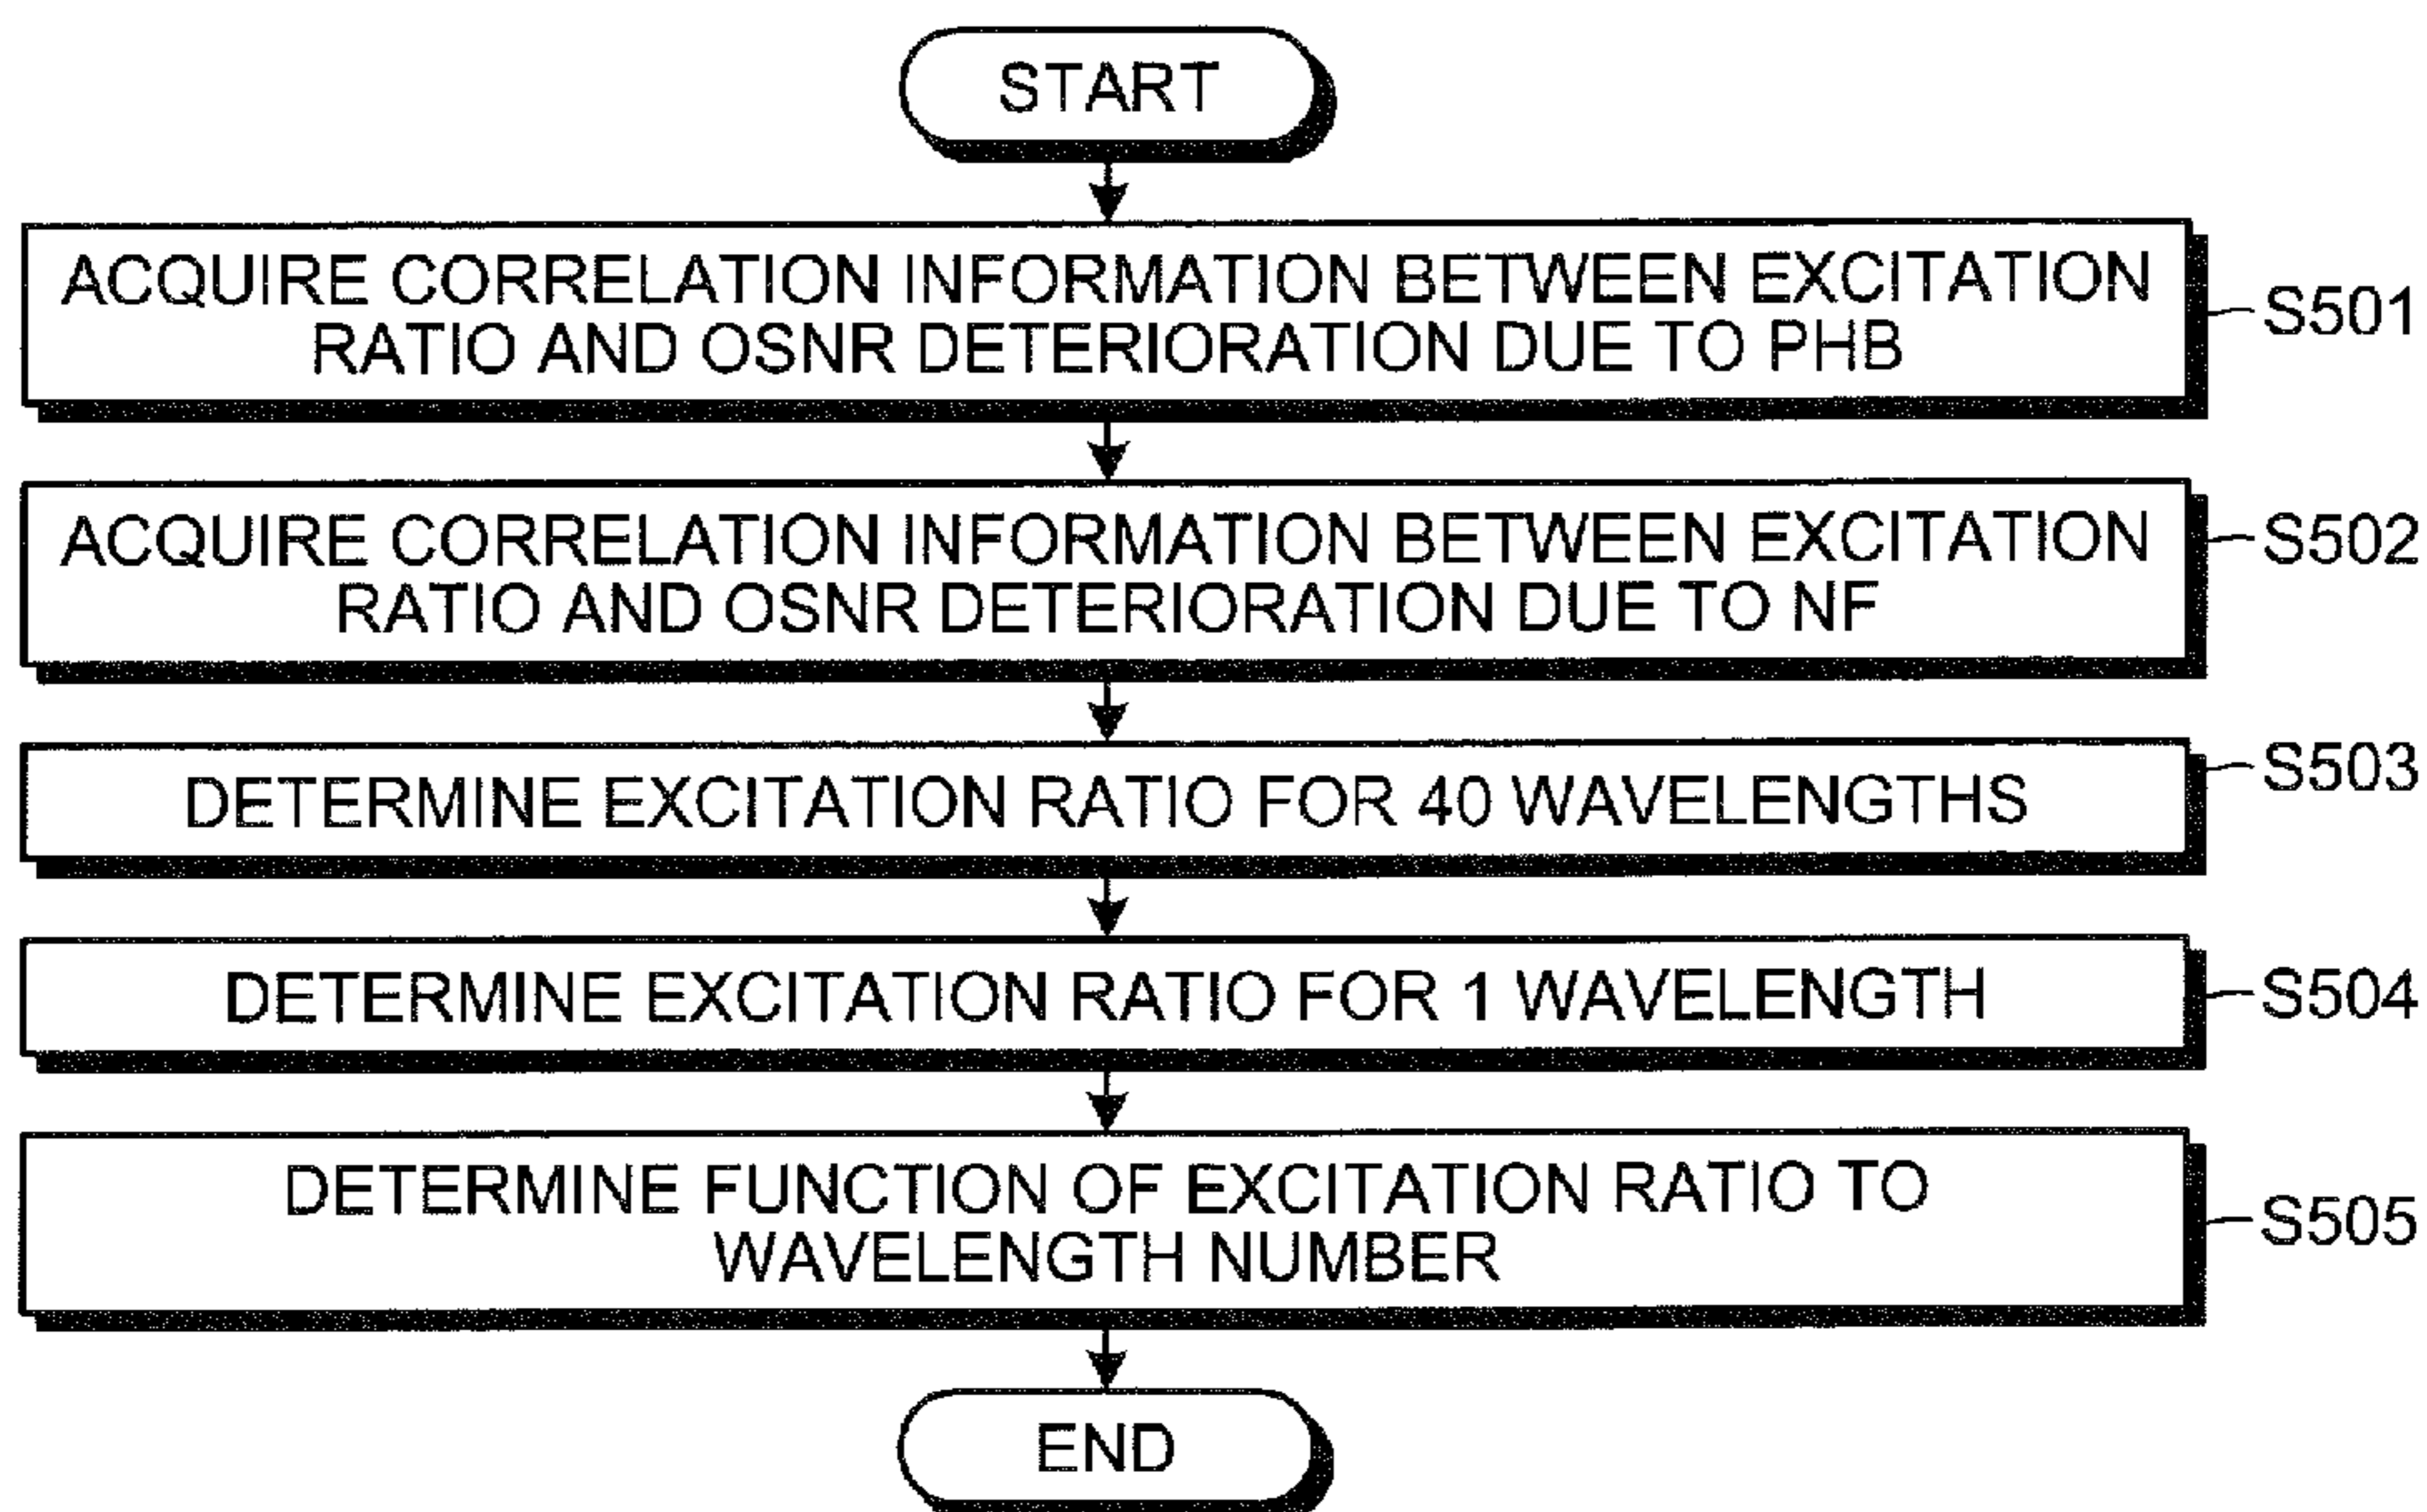 START
ACQUIRE CORRELATION INFORMATION BETWEEN EXCITATION
RATIO AND OSNR DETERIORATION DUE TO PHB
S501
ACQUIRE CORRELATION INFORMATION BETWEEN EXCITATION
RATIO AND OSNR DETERIORATION DUE TO NF
S502
DETERMINE EXCITATION RATIO FOR 40 WAVELENGTHS
S503
DETERMINE EXCITATION RATIO FOR 1 WAVELENGTH
S504
DETERMINE FUNCTION OF EXCITATION RATIO TO
WAVELENGTH NUMBER
S505
END